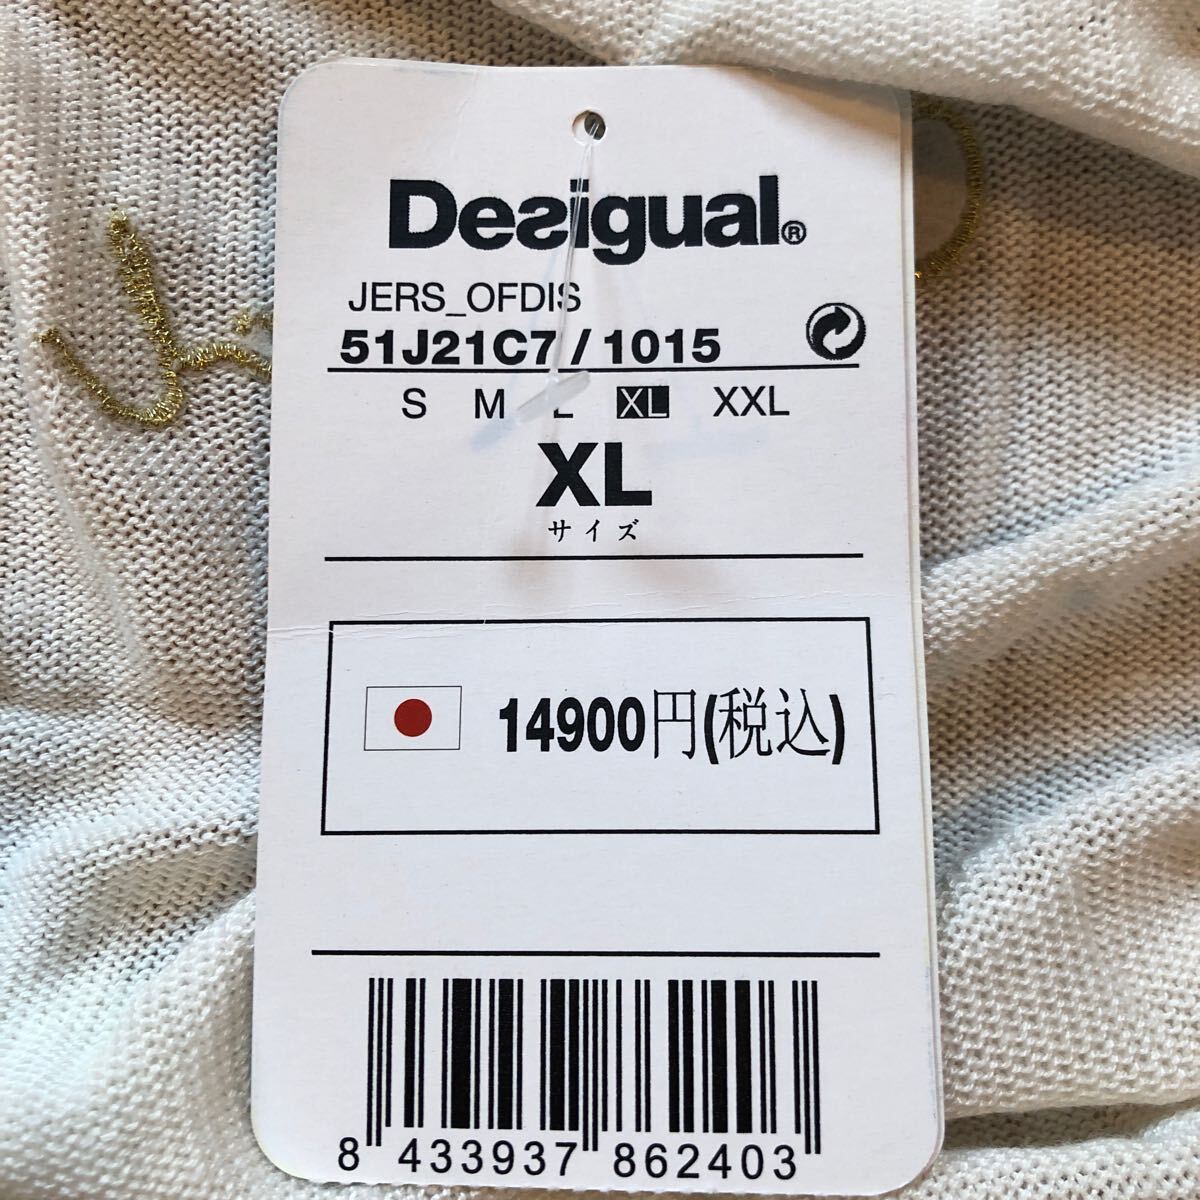 Desigual®
JERS_OFDIS
51J21C7/1015
S M L XL XXL
XL
サイズ
14900円(税込)
8 433937 862403